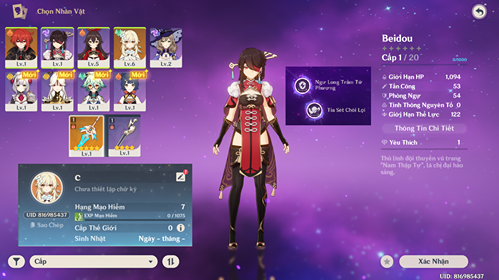 Chọn Nhân Vật
Lv.1 Lv.1 Lv.1 Lv.6 Lv.2
Mới Mới Mới Mới
Lv.1 Lv.1 Lv.1 Lv.1
Lv.1 Lv.1
C
Chưa thiết lập chữ ký
UID 816985437
Sao Chép
Hạng Mạo Hiểm 7
EXP Mạo Hiểm 0/1075
Cấp Thế Giới 0
Sinh Nhật Ngày - tháng -
Cấp
Ngự Long Trảm Tứ Phương
Tia Sét Chói Lọi
Beidou
Cấp 1 / 20
Giới Hạn HP 1,094
Tấn Công 53
Phòng Ngự 54
Tinh Thông Nguyên Tố 0
Giới Hạn Thể Lực 122
Thông Tin Chi Tiết
Yêu Thích 1
Thủ lĩnh đội thuyền vũ trang
"Nam Thập Tự", là chị đại hào
sảng.
Xác Nhận
UID: 816985437